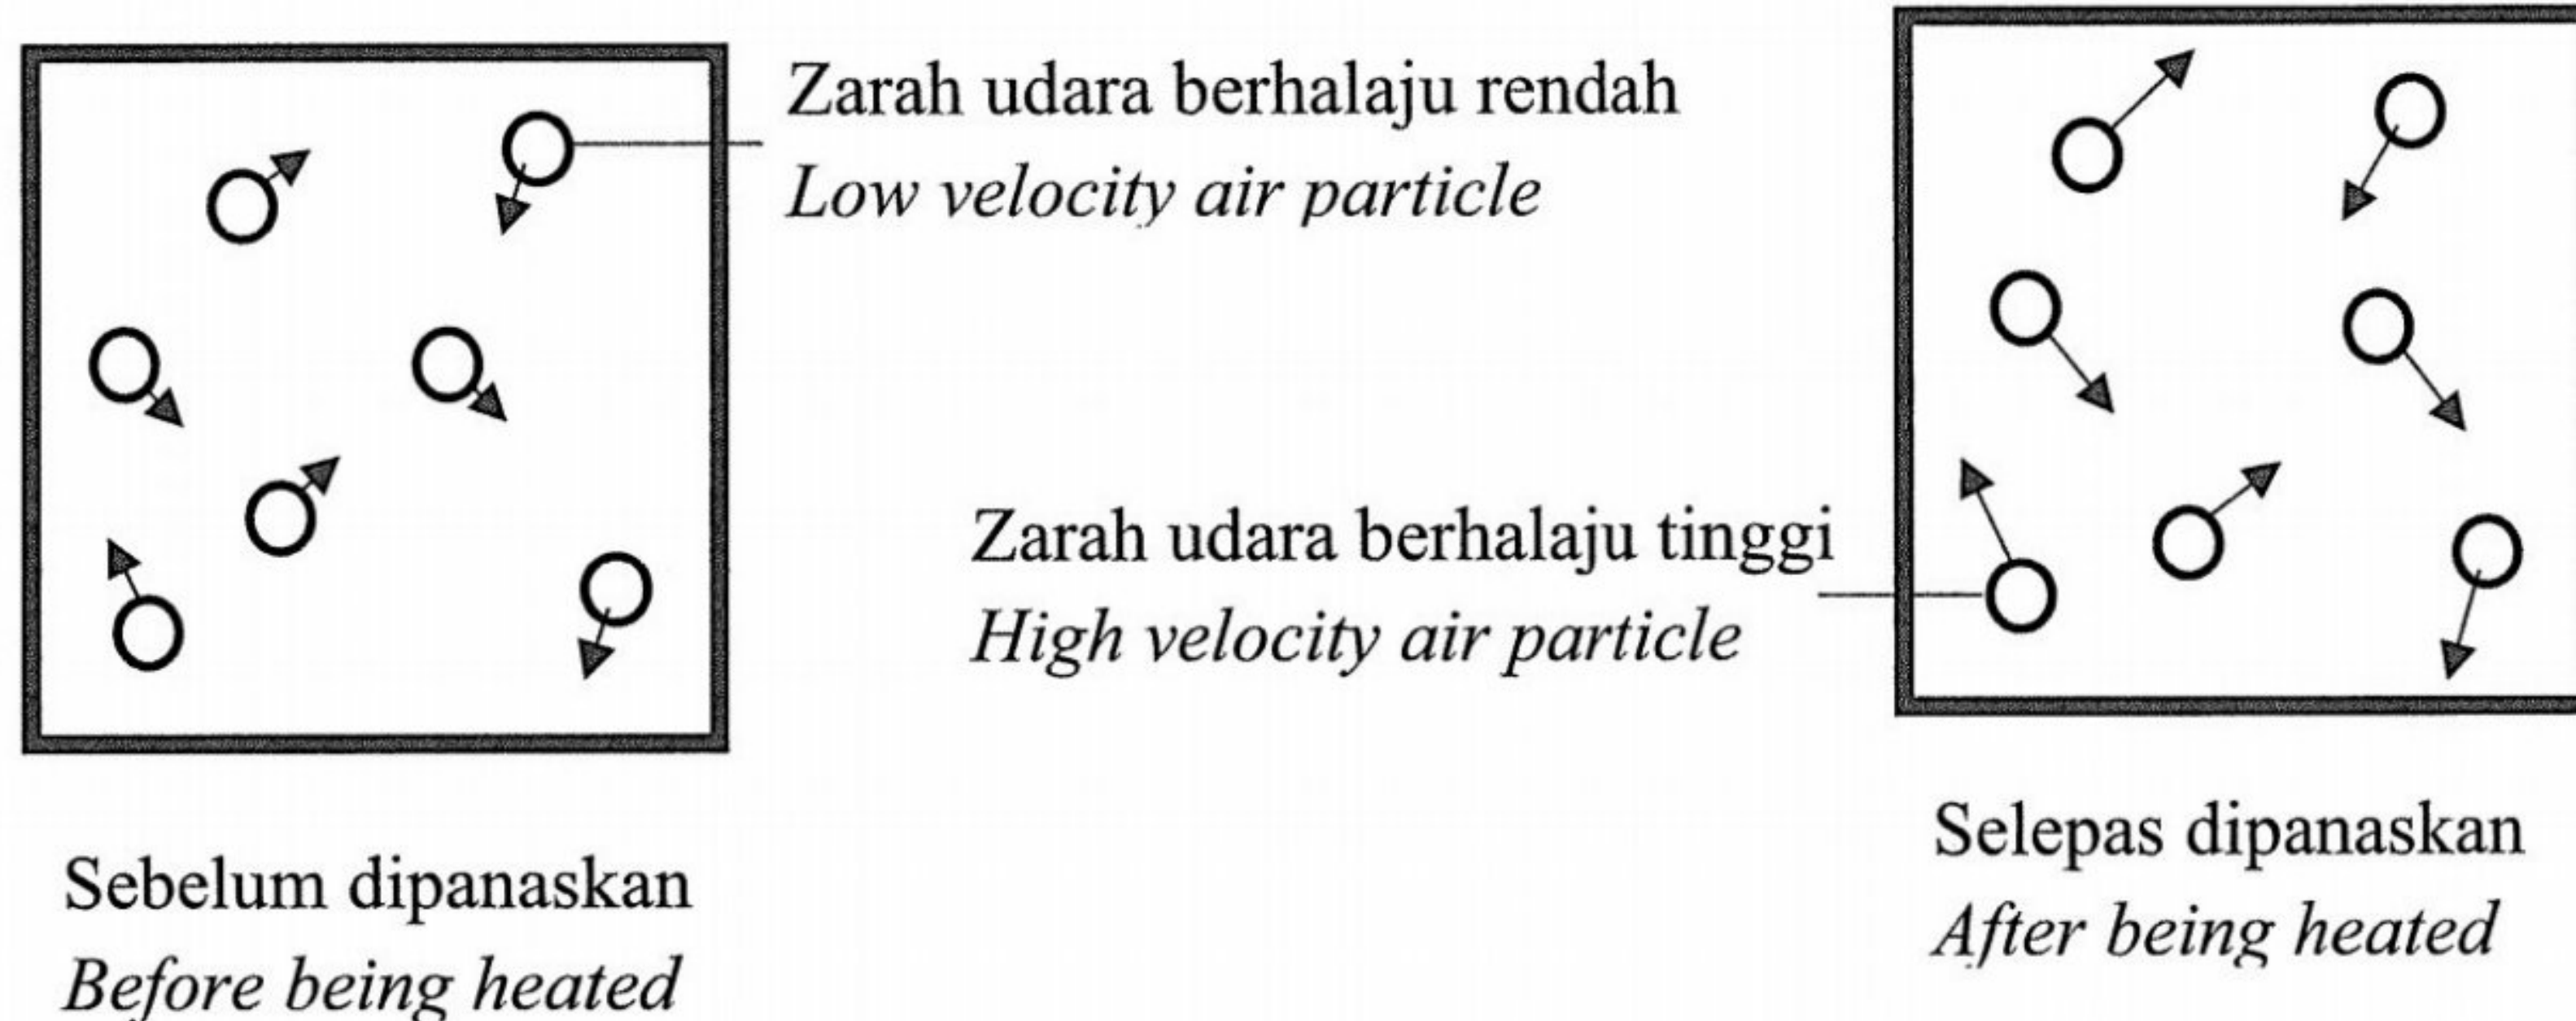 Zarah udara berhalaju rendah
Low velocity air particle
Zarah udara berhalaju tinggi
High velocity air particle
Sebelum dipanaskan
Before being heated
Selepas dipanaskan
After being heated